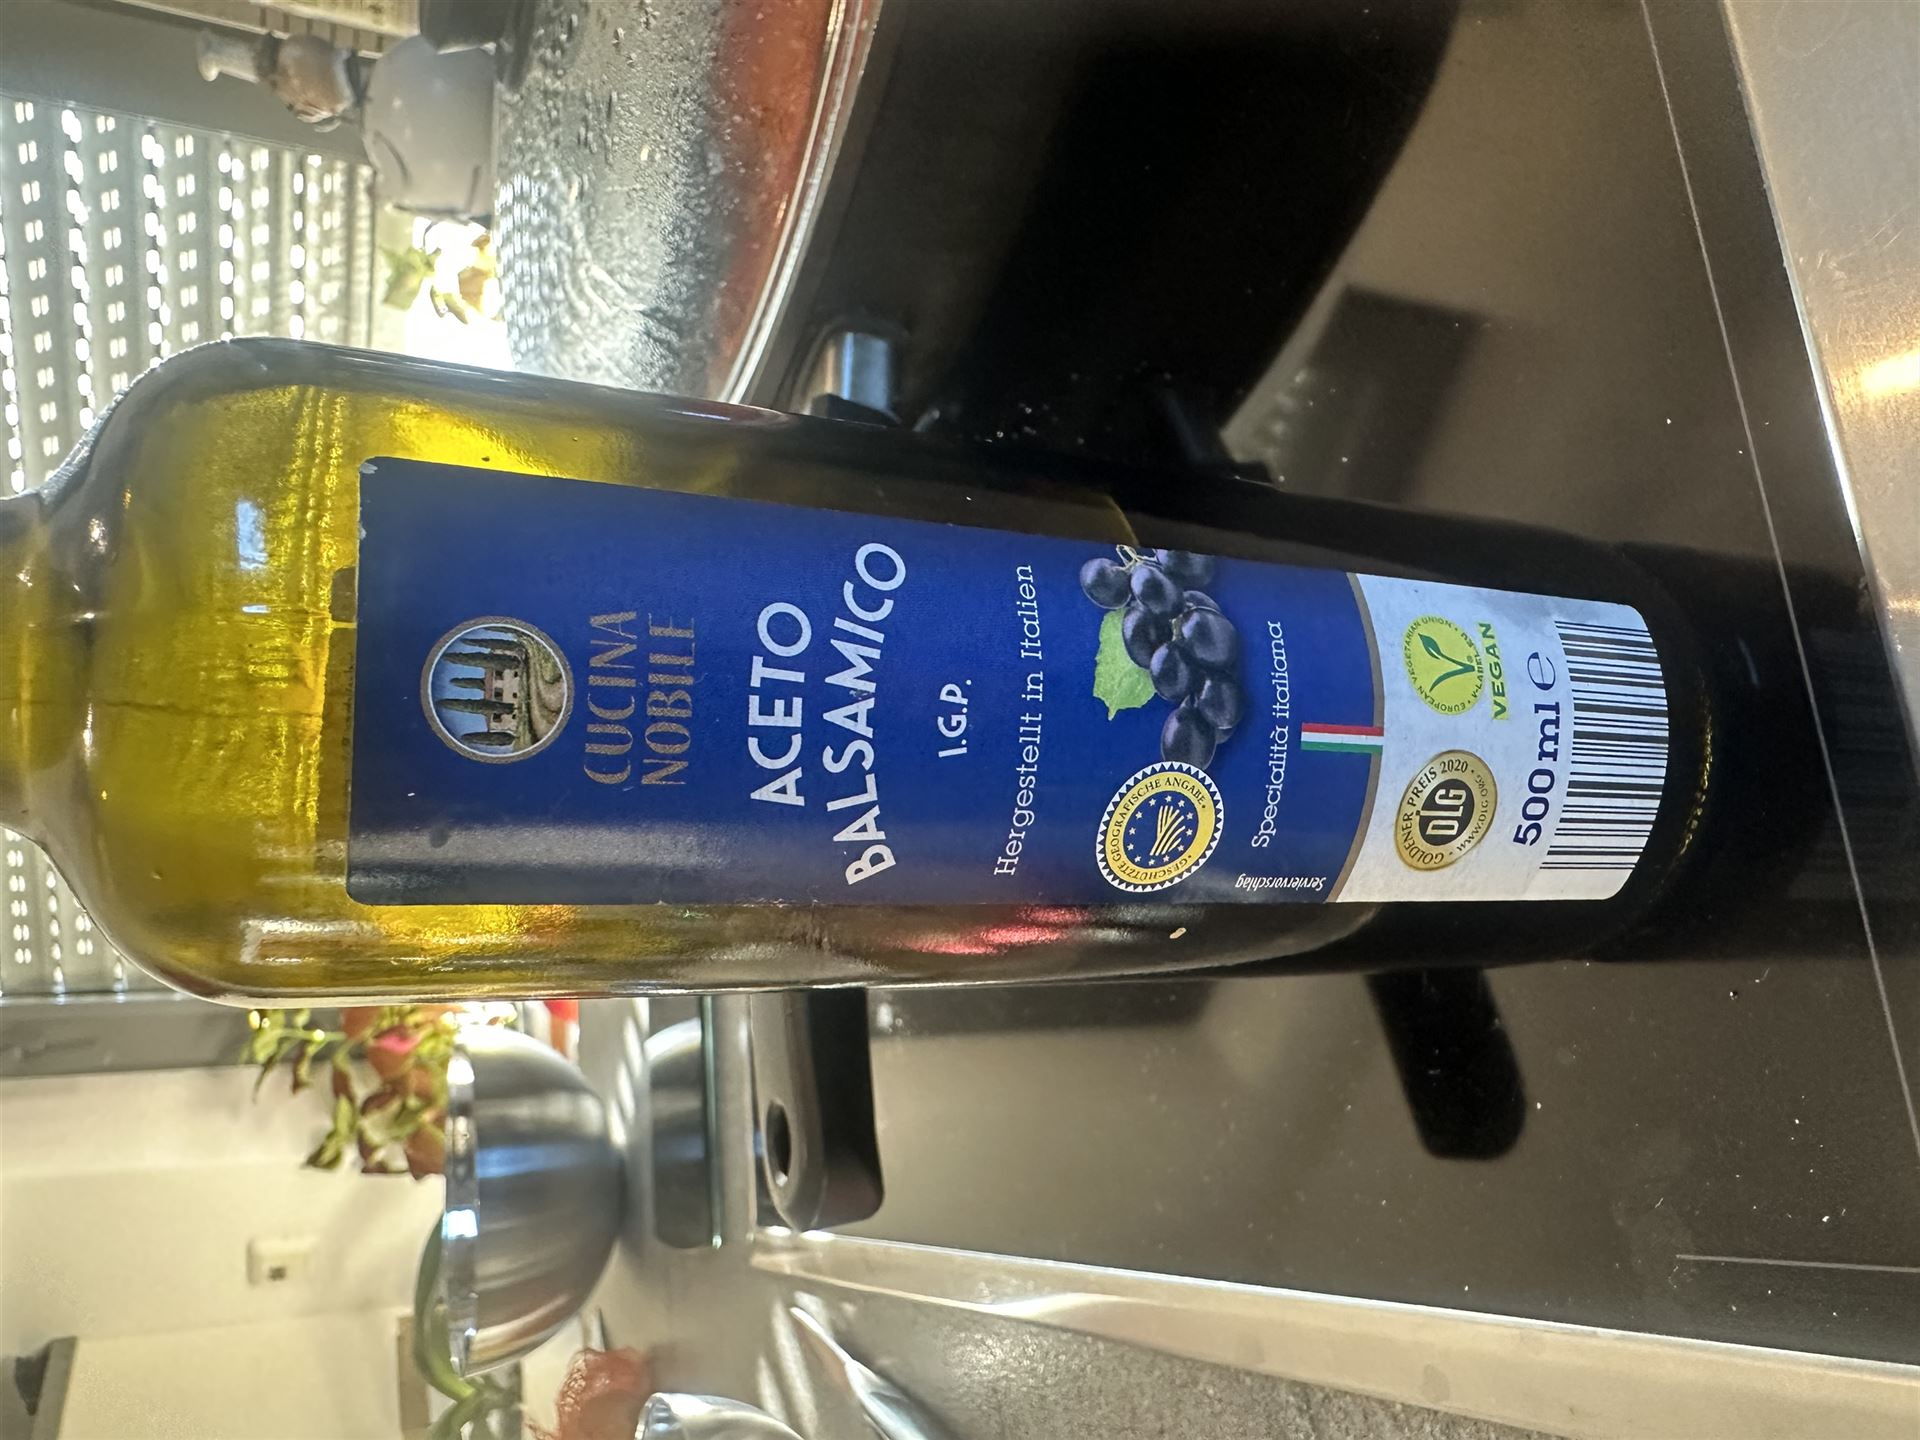 CUCINA
NOBILE
ACETO
BALSAMICO
I.G.P.
Hergestellt in Italien
GESCHÜTZTE GEOGRAFISCHE ANGABE
Specialità italiana
Serviervorschlag
GOLDENER PREIS 2020
DLG
WWW.DLG.ORG
EUROPEAN VEGETARIAN UNION
V-LABEL.EU
VEGAN
500 ml e